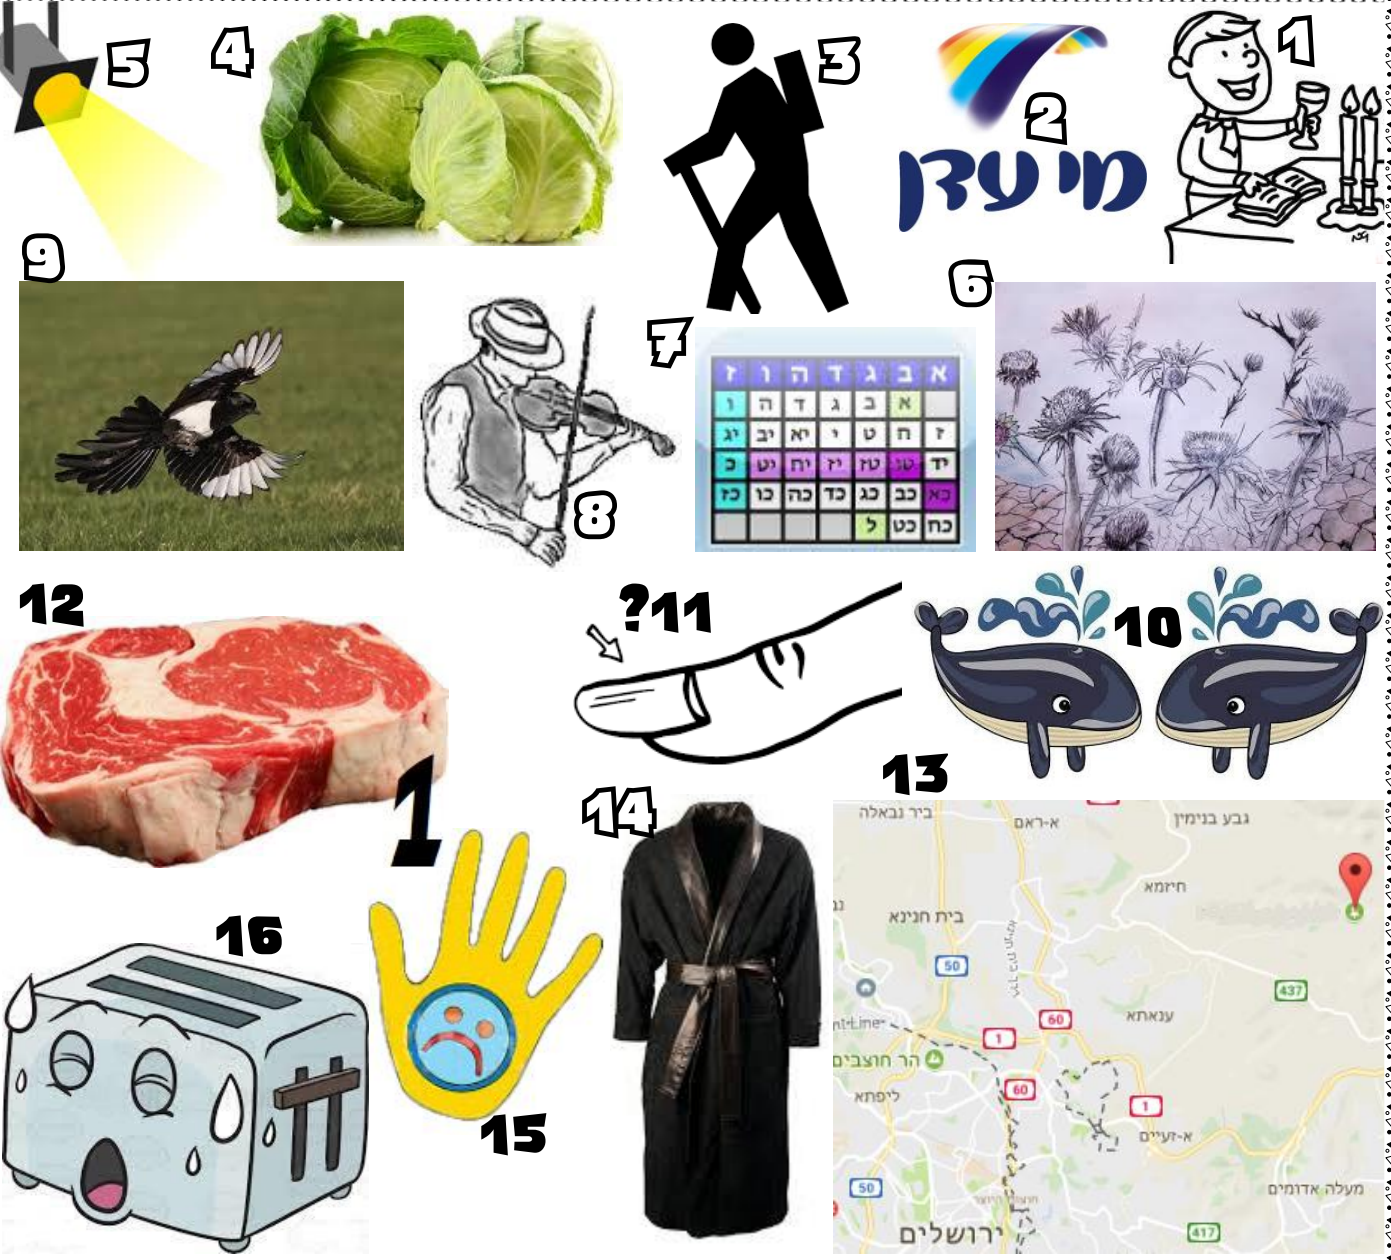 1
מי עדן
2
3
4
5
6
7
א ב ג ד ה ו ז
א ב ג ד ה ו
ז ח ט י יא יב יג
יד טו טז יז יח יט כ
כא כב כג כד כה כו כז
כח כט ל
8
9
10
11?
12
1
13
ביר נבאלה
א-ראם
גבע בנימין
חיזמא
בית חנינא
50
437
60
ענאתא
1
הר חוצבים
60
ליפתא
1
א-זעיים
50
מעלה אדומים
ירושלים
417
14
15
16